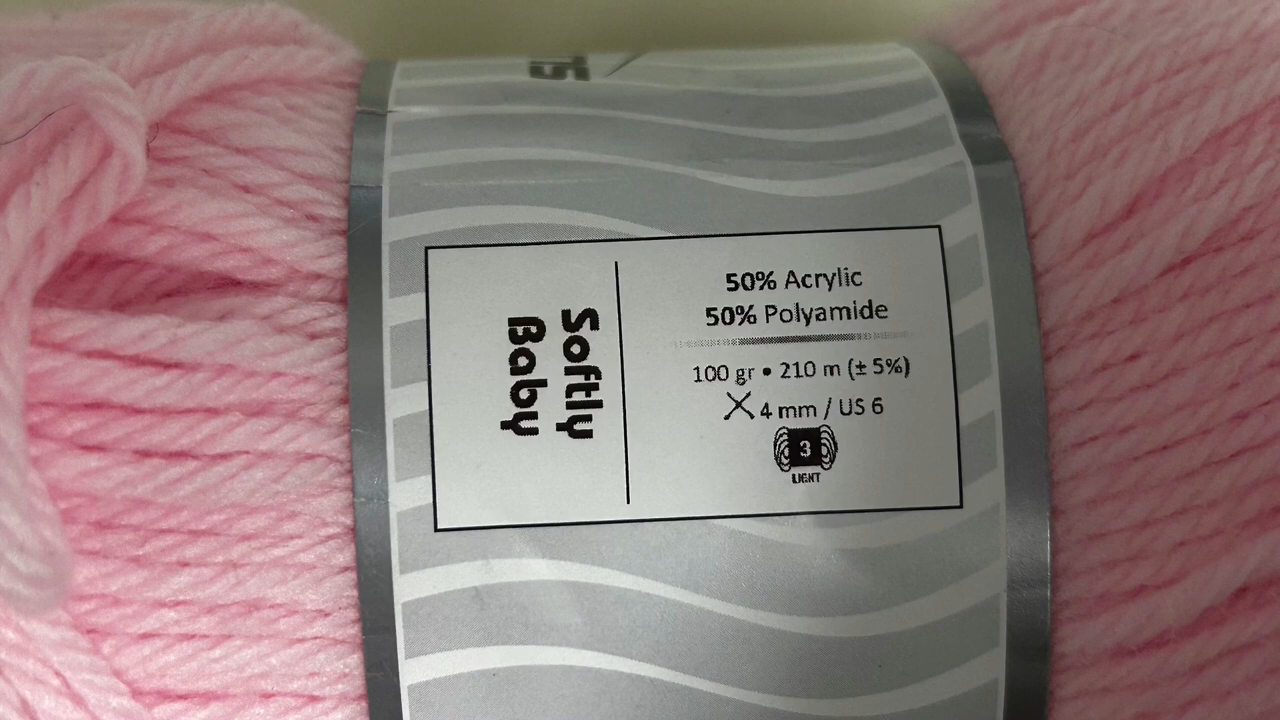 Softly
Baby
50% Acrylic
50% Polyamide
100 gr • 210 m (± 5%)
4 mm / US 6
3
LIGHT